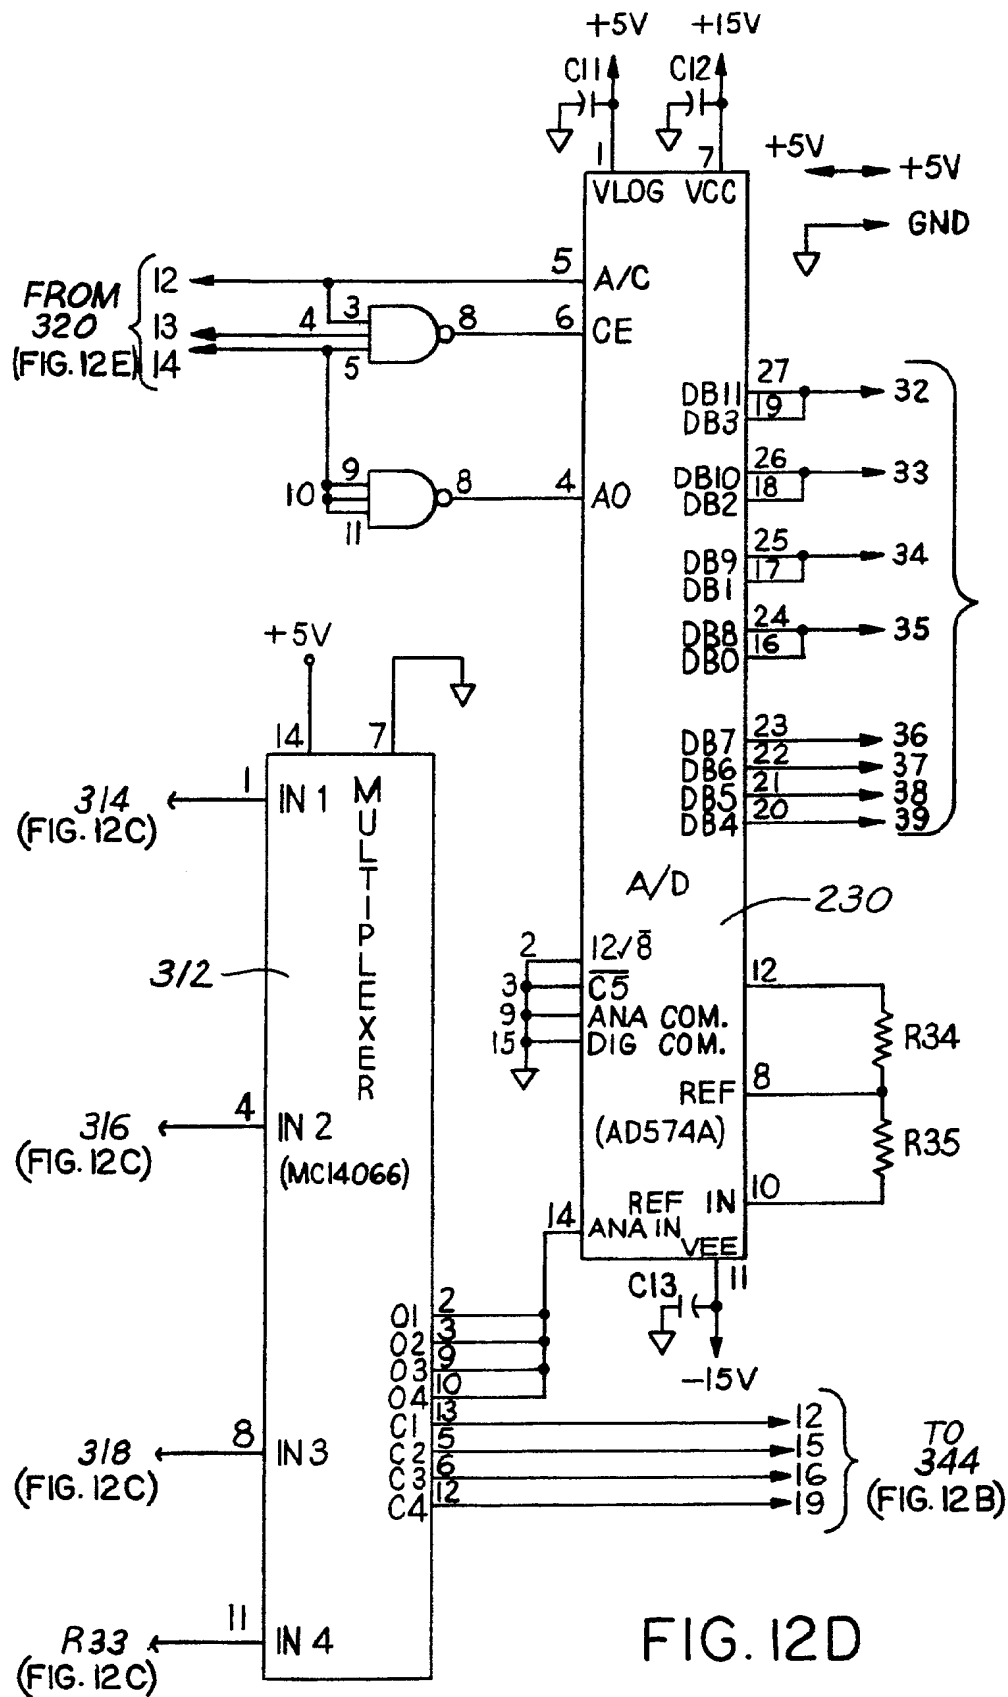 +5V +15V
C11 C12
1 7
+5V +5V
VLOG VCC
GND
FROM
320
(FIG. 12E)
12
13
14
5 A/C
3
4
5
8
6 CE
9
10
11
8
4 A0
DB11 27 32
DB3 19
DB10 26 33
DB2 18
DB9 25 34
DB1 17
DB8 24 35
DB0 16
DB7 23 36
DB6 22 37
DB5 21 38
DB4 20 39
+5V
14 7
314
(FIG. 12C)
1 IN 1
MULTIPLEXER
312
316
(FIG. 12C)
4 IN 2
(MC14066)
A/D
230
2 12/8̅
3 C̅5̅
9 ANA COM.
15 DIG COM.
12
R34
REF 8
(AD574A)
R35
REF IN 10
14 ANA IN
VEE
11
C13
-15V
O1 2
O2 3
O3 9
O4 10
C1 13 12
C2 5 15
C3 6 16
C4 12 19
TO
344
(FIG. 12B)
318
(FIG. 12C)
8 IN 3
R33
(FIG. 12C)
11 IN 4
FIG. 12D